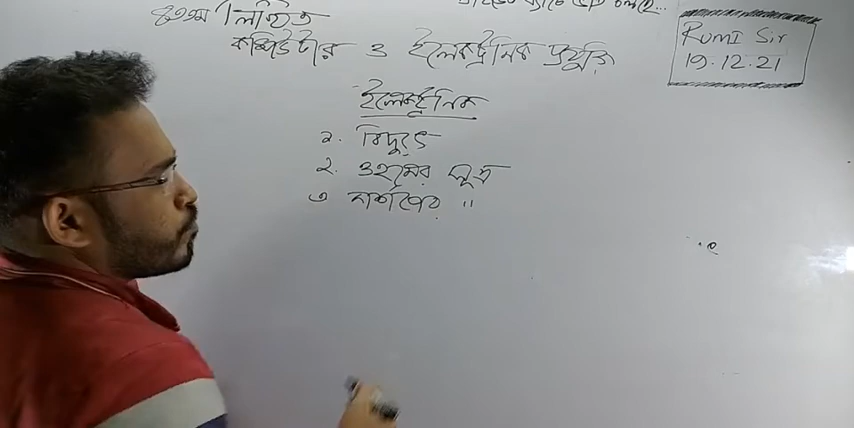 ৪৩তম লিখিত
কম্পিউটার ও ইলেকট্রনিক প্রযুক্তি
Rumi Sir
19.12.21
ইলেকট্রনিক
১. বিদ্যুৎ
২. ওহমের সূত্র
৩ কার্শফের "